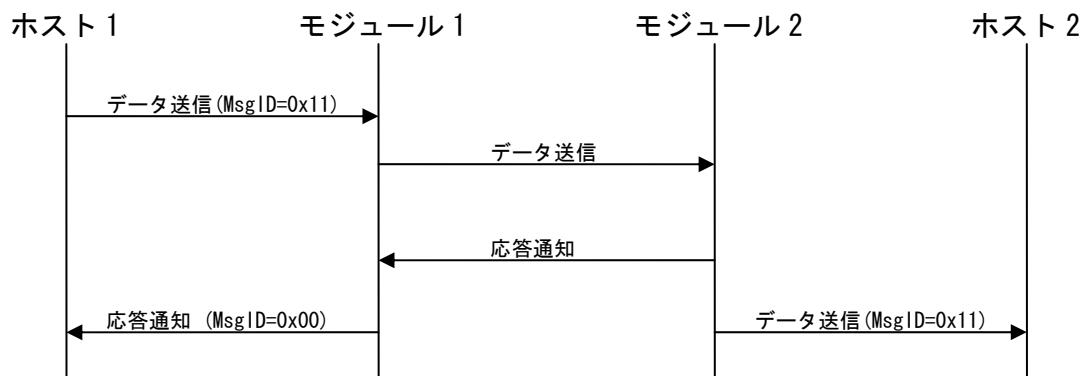 ホスト1
モジュール1
モジュール2
ホスト2
データ送信(MsgID=0x11)
データ送信
応答通知
応答通知 (MsgID=0x00)
データ送信(MsgID=0x11)